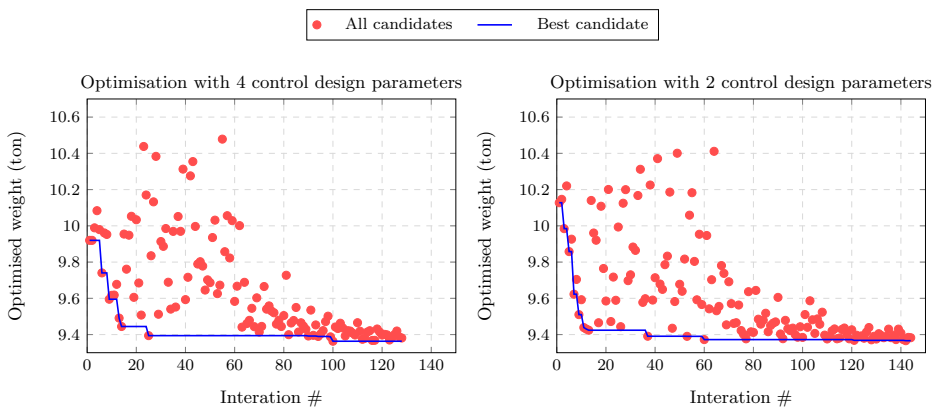 All candidates Best candidate
Optimisation with 4 control design parameters
10.6
10.4
10.2
10
9.8
9.6
9.4
0 20 40 60 80 100 120 140
Optimised weight (ton)
Interation #
Optimisation with 2 control design parameters
10.6
10.4
10.2
10
9.8
9.6
9.4
0 20 40 60 80 100 120 140
Optimised weight (ton)
Interation #